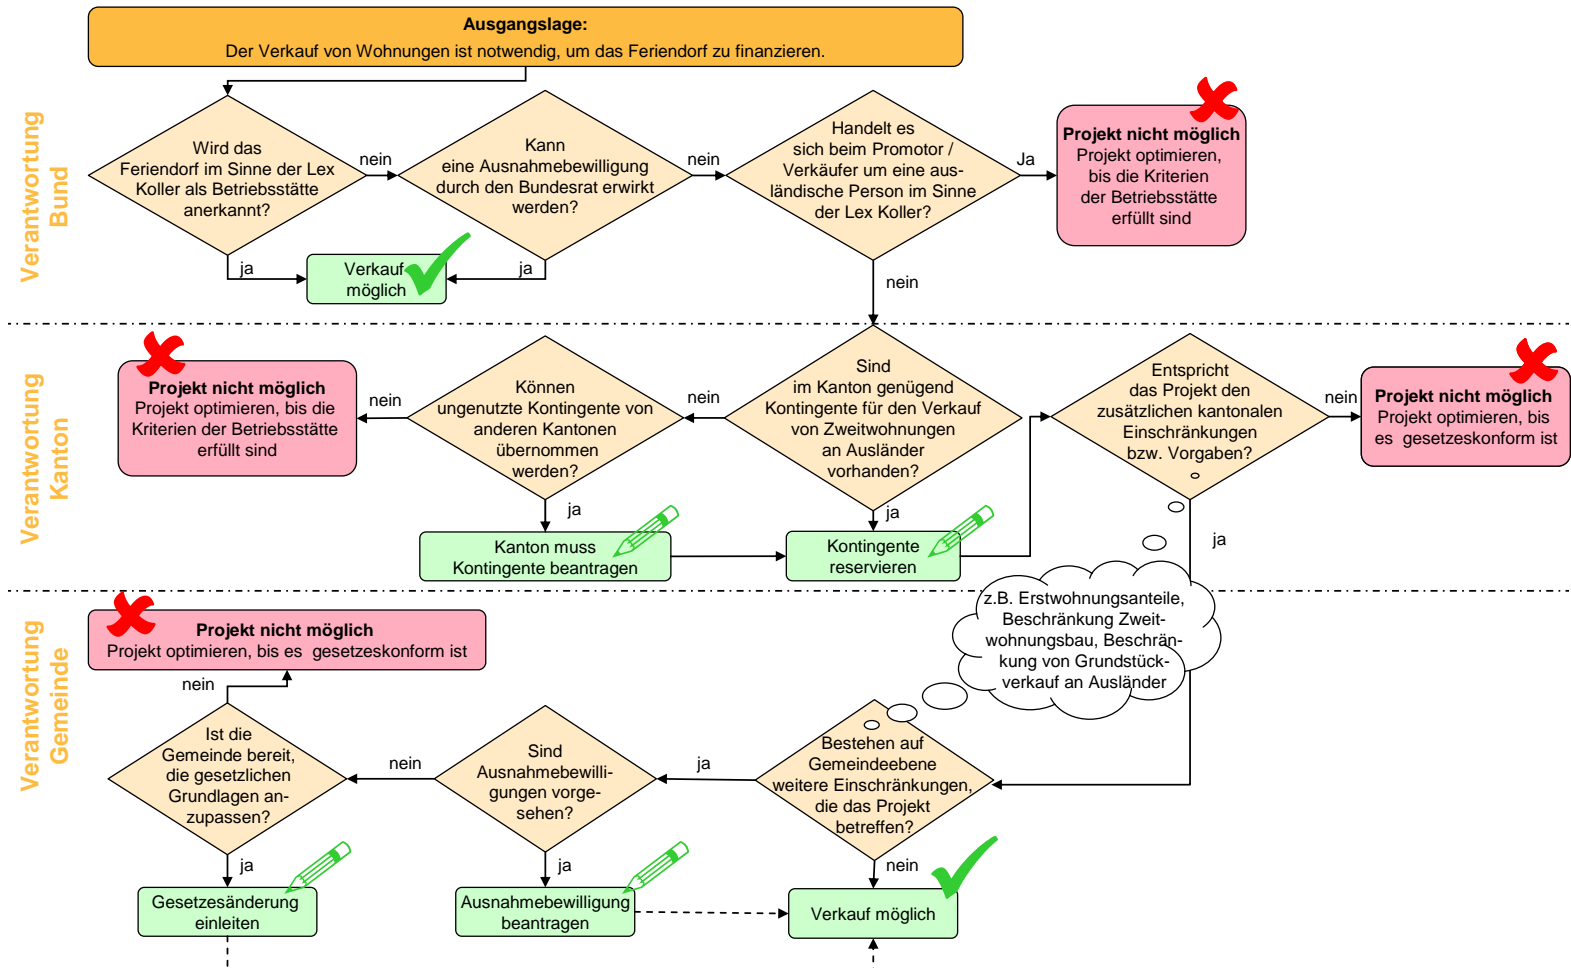 Ausgangslage:
Der Verkauf von Wohnungen ist notwendig, um das Feriendorf zu finanzieren.
Verantwortung
Bund
Wird das
Feriendorf im Sinne der Lex
Koller als Betriebsstätte
anerkannt?
nein
Kann
eine Ausnahmebewilligung
durch den Bundesrat erwirkt
werden?
nein
Handelt es
sich beim Promotor /
Verkäufer um eine aus-
ländische Person im Sinne
der Lex Koller?
Ja
Projekt nicht möglich
Projekt optimieren,
bis die Kriterien
der Betriebsstätte
erfüllt sind
ja
Verkauf
möglich
ja
nein
Verantwortung
Kanton
Projekt nicht möglich
Projekt optimieren, bis die
Kriterien der Betriebsstätte
erfüllt sind
nein
Können
ungenutzte Kontingente von
anderen Kantonen
übernommen
werden?
nein
Sind
im Kanton genügend
Kontingente für den Verkauf
von Zweitwohnungen
an Ausländer
vorhanden?
Entspricht
das Projekt den
zusätzlichen kantonalen
Einschränkungen
bzw. Vorgaben?
nein
Projekt nicht möglich
Projekt optimieren, bis
es gesetzeskonform ist
ja
ja
ja
Kanton muss
Kontingente beantragen
Kontingente
reservieren
z.B. Erstwohnungsanteile,
Beschränkung Zweit-
wohnungsbau, Beschrän-
kung von Grundstück-
verkauf an Ausländer
Verantwortung
Gemeinde
Projekt nicht möglich
Projekt optimieren, bis es gesetzeskonform ist
nein
Ist die
Gemeinde bereit,
die gesetzlichen
Grundlagen an-
zupassen?
nein
Sind
Ausnahmebewilli-
gungen vorge-
sehen?
ja
Bestehen auf
Gemeindeebene
weitere Einschränkungen,
die das Projekt
betreffen?
ja
ja
nein
Gesetzesänderung
einleiten
Ausnahmebewilligung
beantragen
Verkauf möglich